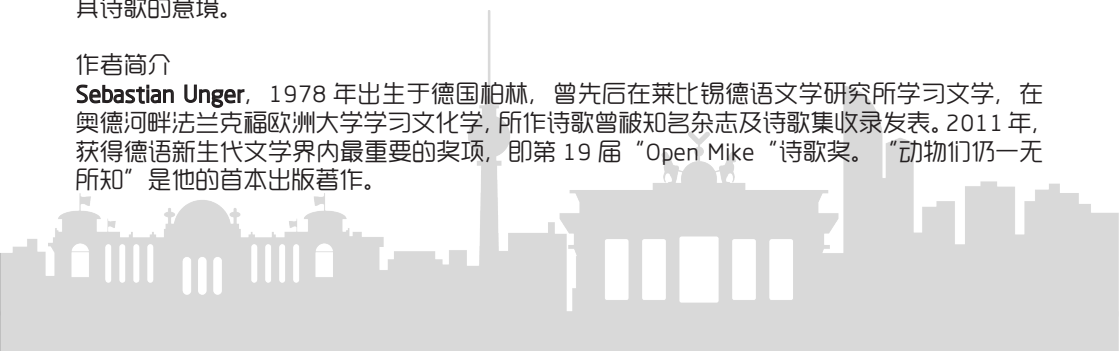 其诗歌的意境。
作者简介
Sebastian Unger，1978 年出生于德国柏林，曾先后在莱比锡德语文学研究所学习文学，在
奥德河畔法兰克福欧洲大学学习文化学，所作诗歌曾被知名杂志及诗歌集收录发表。2011 年，
获得德语新生代文学界内最重要的奖项，即第 19 届“Open Mike“诗歌奖。“动物们仍一无
所知”是他的首本出版著作。